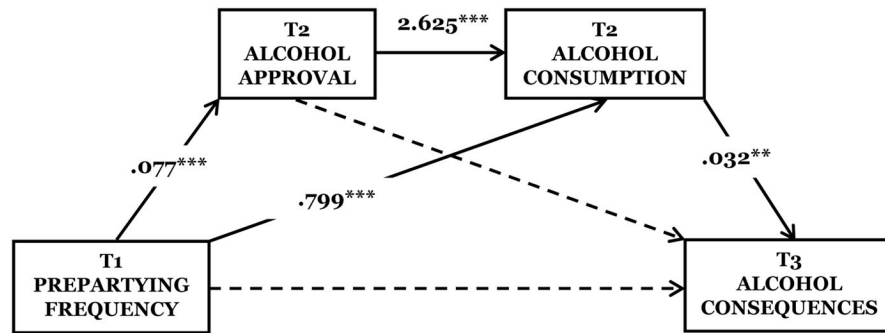 T2
ALCOHOL
APPROVAL
2.625***
T2
ALCOHOL
CONSUMPTION
.077***
.799***
.032**
T1
PREPARTYING
FREQUENCY
T3
ALCOHOL
CONSEQUENCES